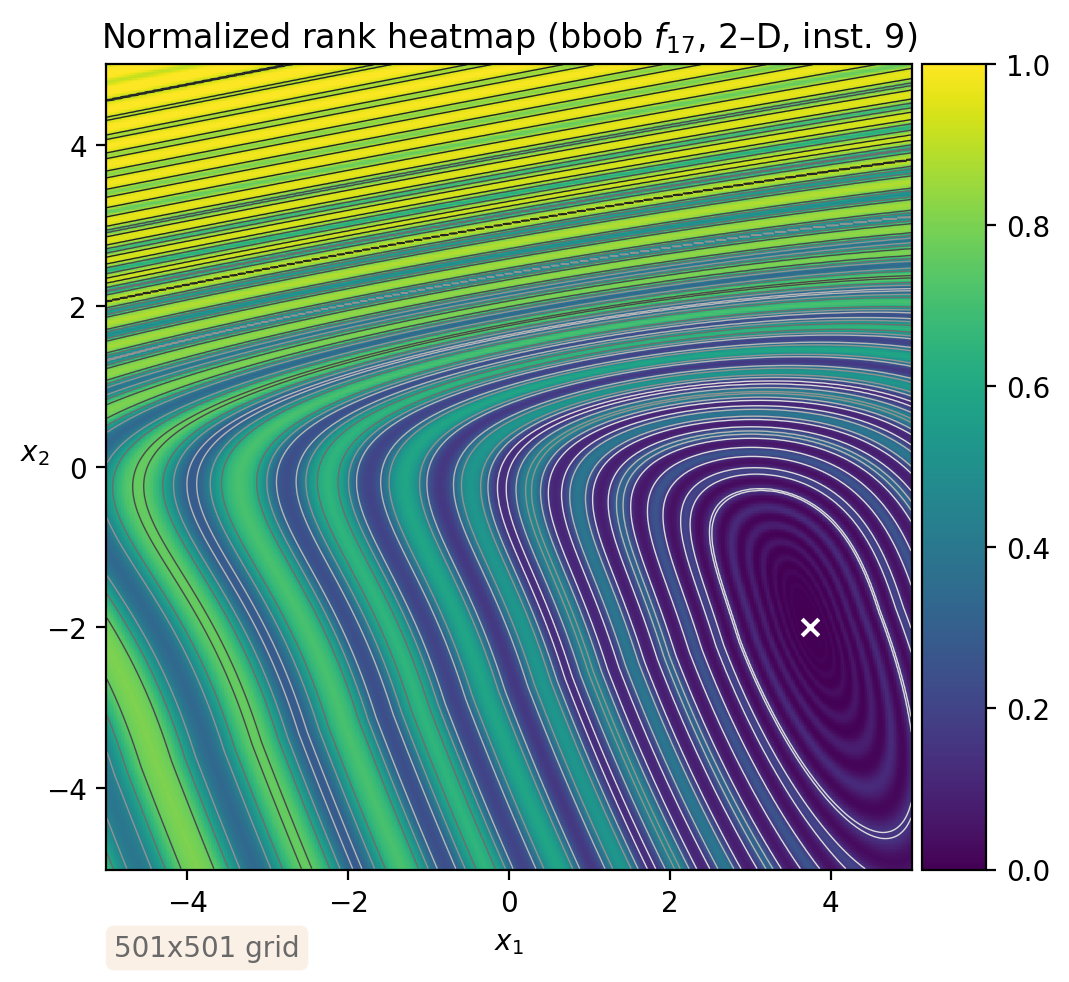 Normalized rank heatmap (bbob f₁₇, 2–D, inst. 9)
1.0
0.8
0.6
0.4
0.2
0.0
4
2
0
−2
−4
x₂
−4 −2 0 2 4
x₁
501x501 grid